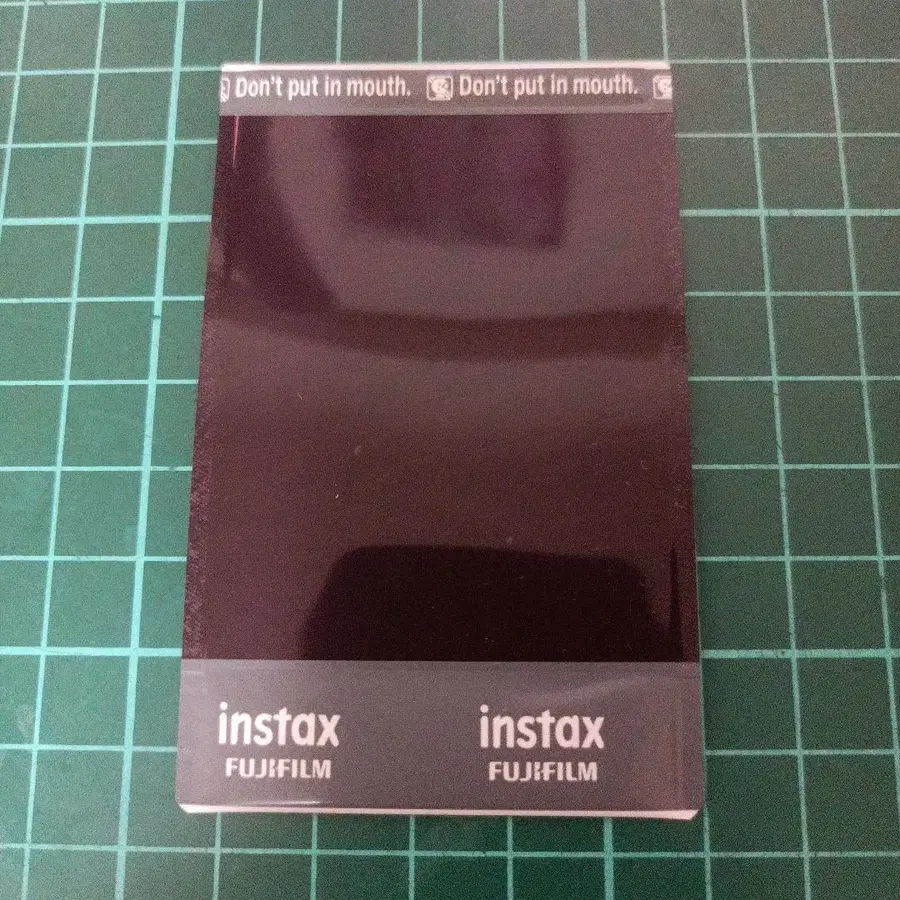 Don't put in mouth. Don't put in mouth.
instax instax
FUJIFILM FUJIFILM